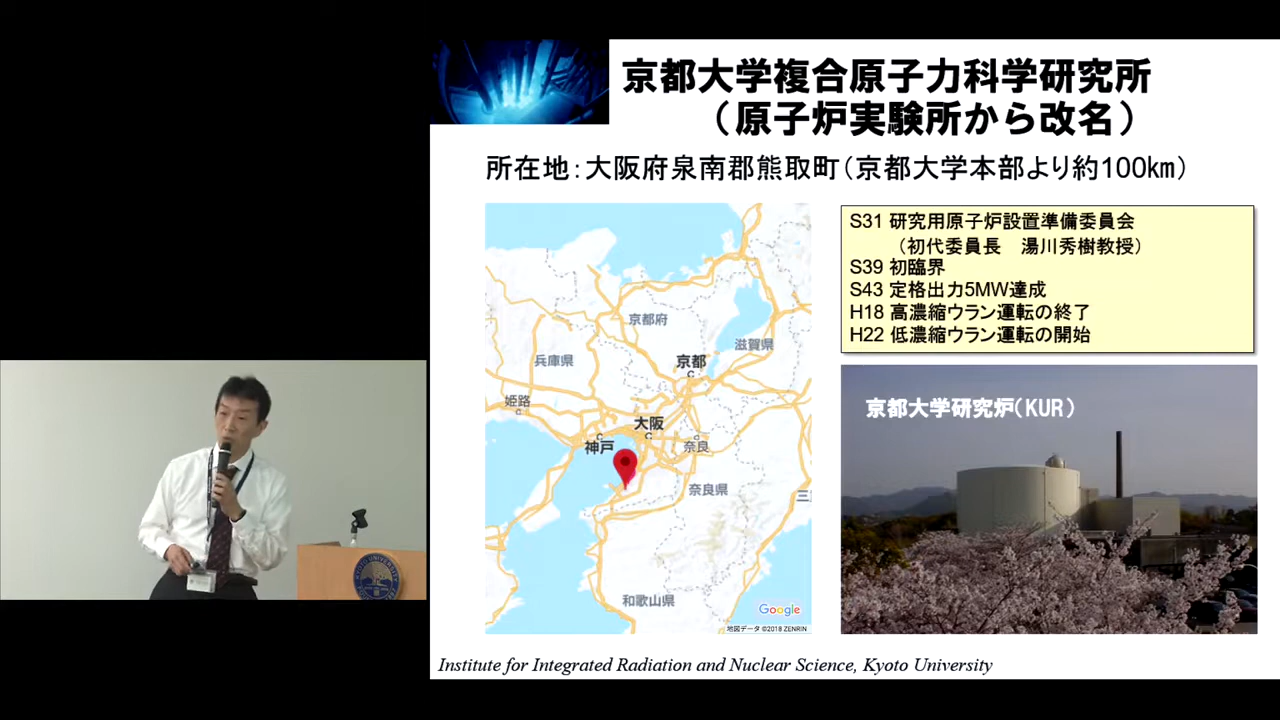 京都大学複合原子力科学研究所
（原子炉実験所から改名）
所在地：大阪府泉南郡熊取町（京都大学本部より約100km）
京都府
兵庫県
滋賀県
京都
姫路
大阪
神戸
奈良
奈良県
三
和歌山県
Google
地図データ ©2018 ZENRIN
S31 研究用原子炉設置準備委員会
（初代委員長　湯川秀樹教授）
S39 初臨界
S43 定格出力5MW達成
H18 高濃縮ウラン運転の終了
H22 低濃縮ウラン運転の開始
京都大学研究炉（KUR）
KYOTO UNIVERSITY
Institute for Integrated Radiation and Nuclear Science, Kyoto University